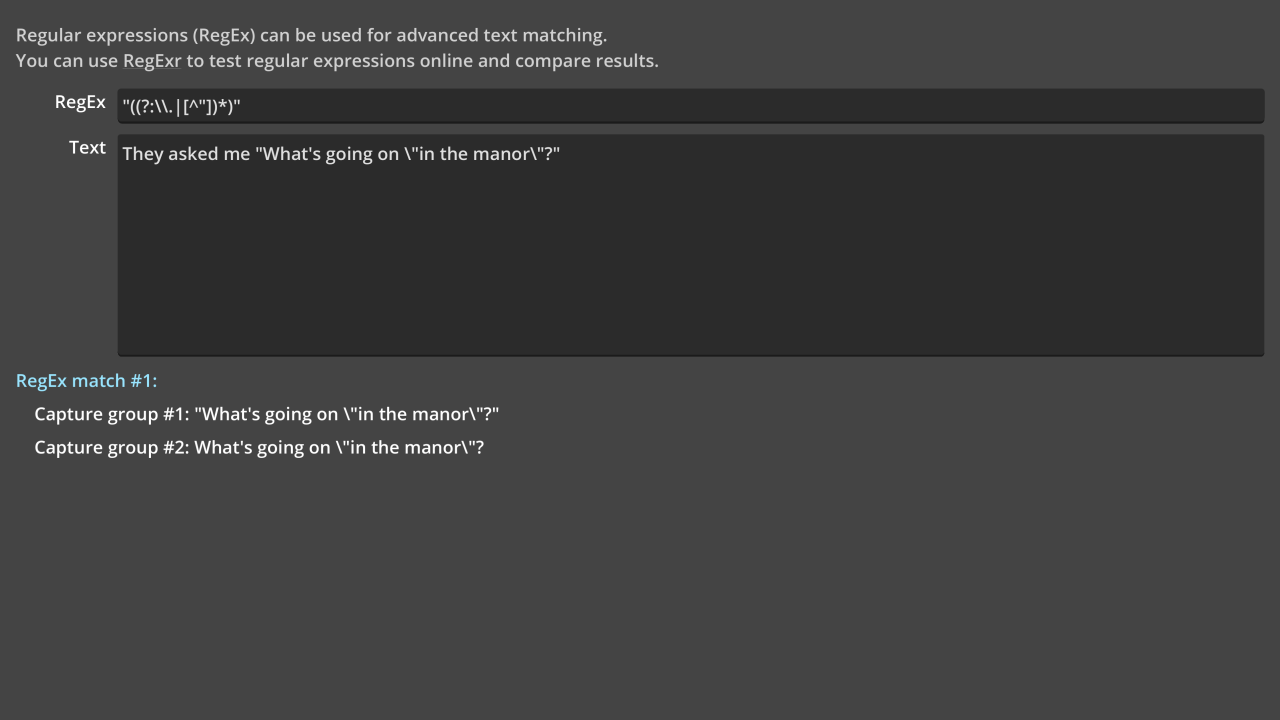 Regular expressions (RegEx) can be used for advanced text matching.
You can use RegExr to test regular expressions online and compare results.
RegEx "((?:\\.|[^"])*)"
Text They asked me "What's going on \"in the manor\"?"
RegEx match #1:
Capture group #1: "What's going on \"in the manor\"?"
Capture group #2: What's going on \"in the manor\"?